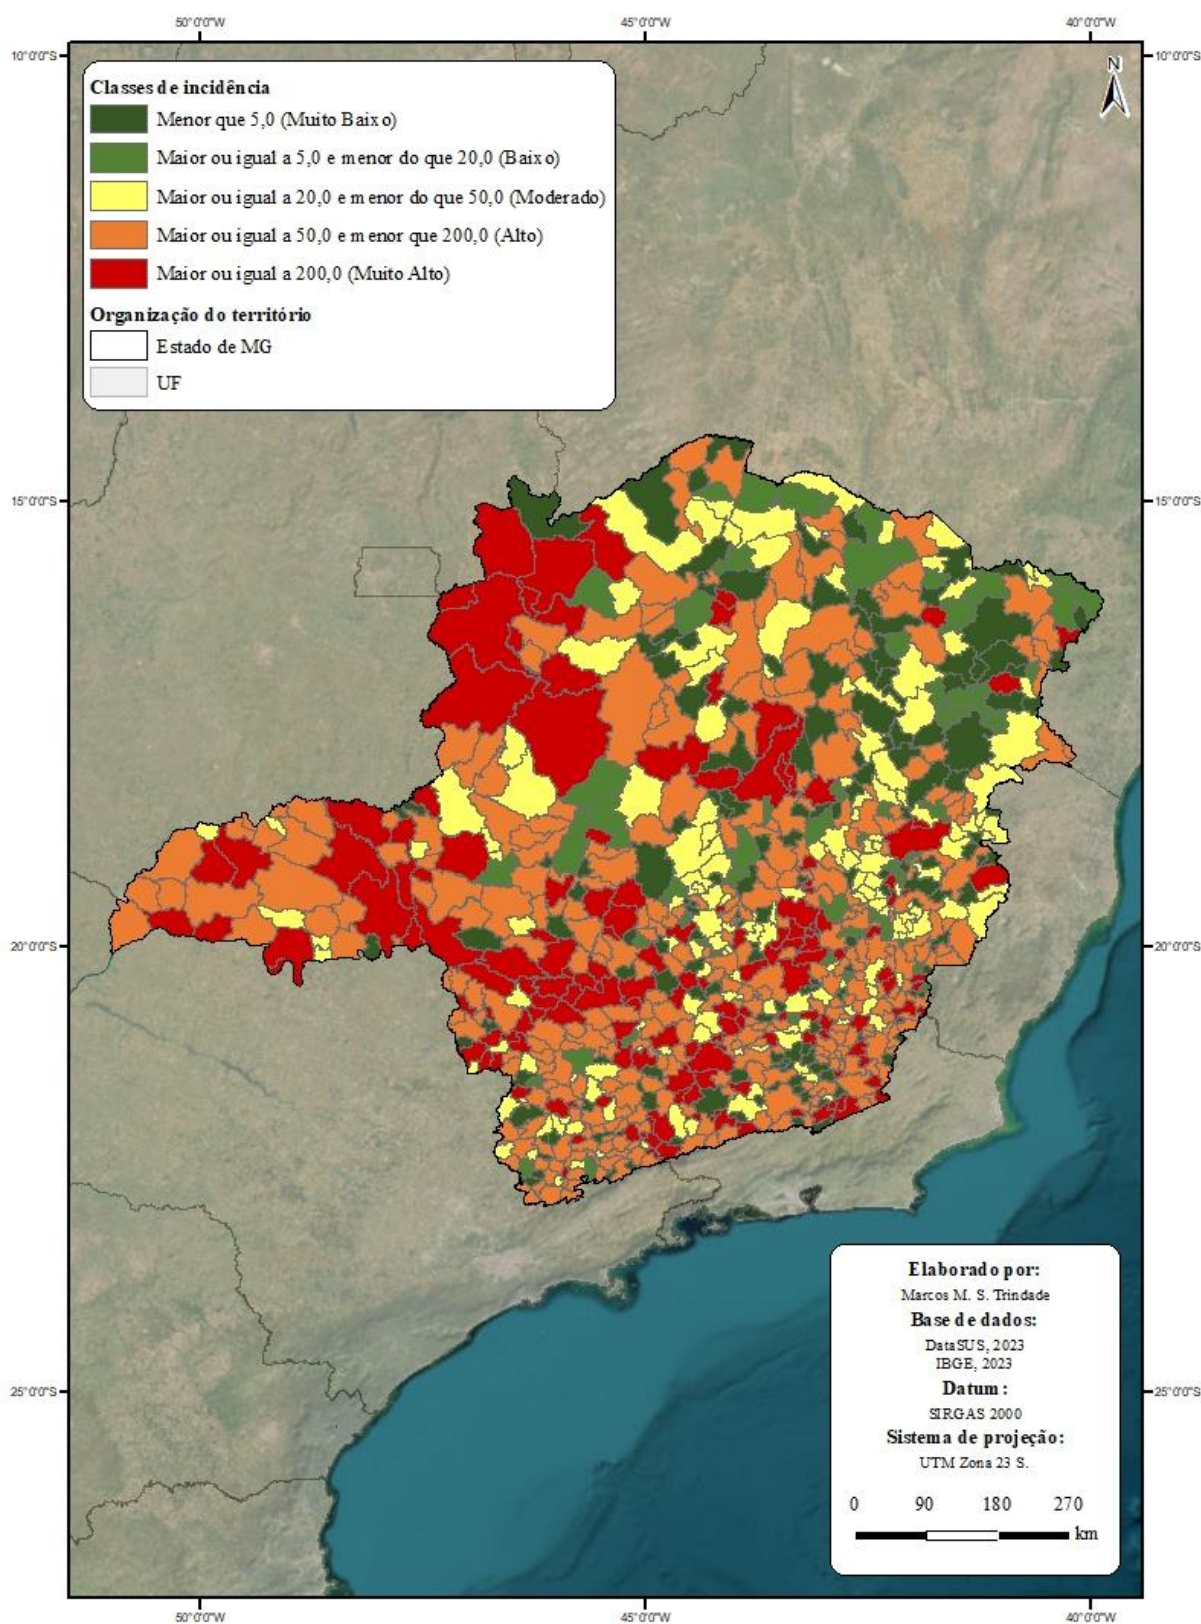 50°0'0"W 45°0'0"W 40°0'0"W
10°0'0"S 10°0'0"S
N
Classes de incidência
Menor que 5,0 (Muito Baixo)
Maior ou igual a 5,0 e menor do que 20,0 (Baixo)
Maior ou igual a 20,0 e menor do que 50,0 (Moderado)
Maior ou igual a 50,0 e menor que 200,0 (Alto)
Maior ou igual a 200,0 (Muito Alto)
Organização do território
Estado de MG
UF
15°0'0"S 15°0'0"S
20°0'0"S 20°0'0"S
Elaborado por:
Marcos M. S. Trindade
Base de dados:
DataSUS, 2023
IBGE, 2023
Datum :
SIRGAS 2000
Sistema de projeção:
UTM Zona 23 S.
0 90 180 270
km
25°0'0"S 25°0'0"S
50°0'0"W 45°0'0"W 40°0'0"W